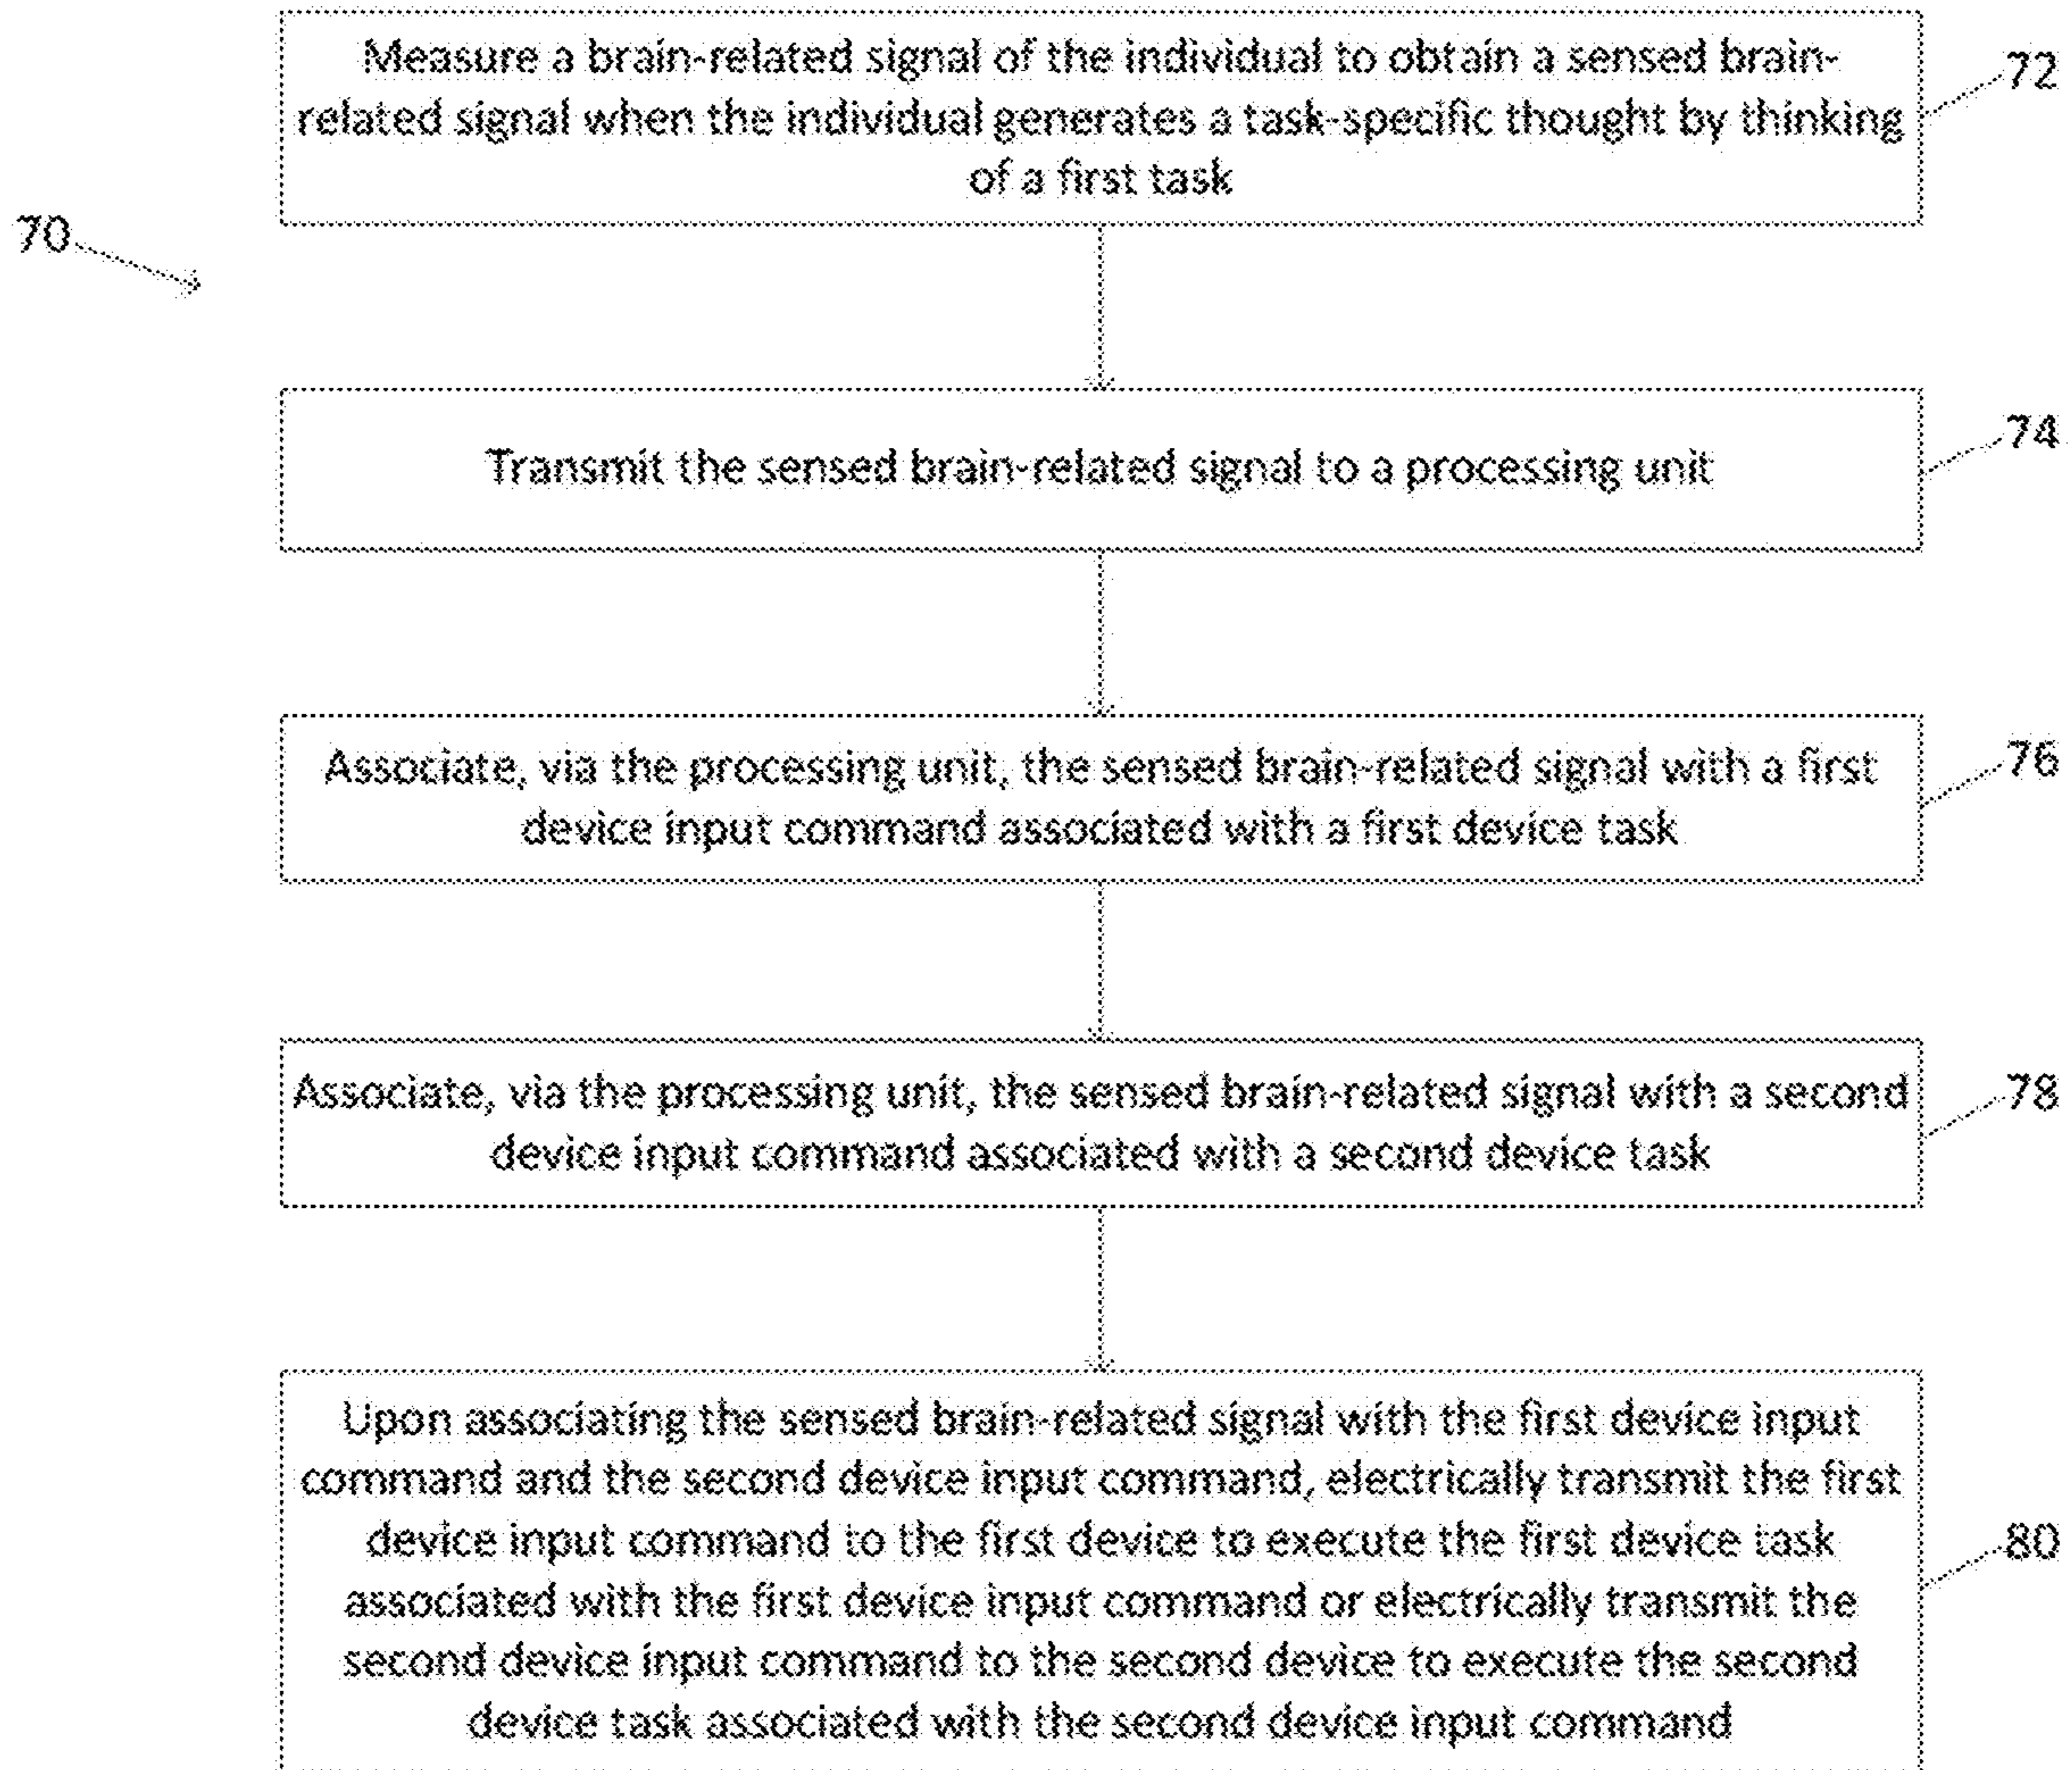 Measure a brain-related signal of the individual to obtain a sensed brain-
related signal when the individual generates a task-specific thought by thinking
of a first task
72
70
Transmit the sensed brain-related signal to a processing unit
74
Associate, via the processing unit, the sensed brain-related signal with a first
device input command associated with a first device task
76
Associate, via the processing unit, the sensed brain-related signal with a second
device input command associated with a second device task
78
Upon associating the sensed brain-related signal with the first device input
command and the second device input command, electrically transmit the first
device input command to the first device to execute the first device task
associated with the first device input command or electrically transmit the
second device input command to the second device to execute the second
device task associated with the second device input command
80